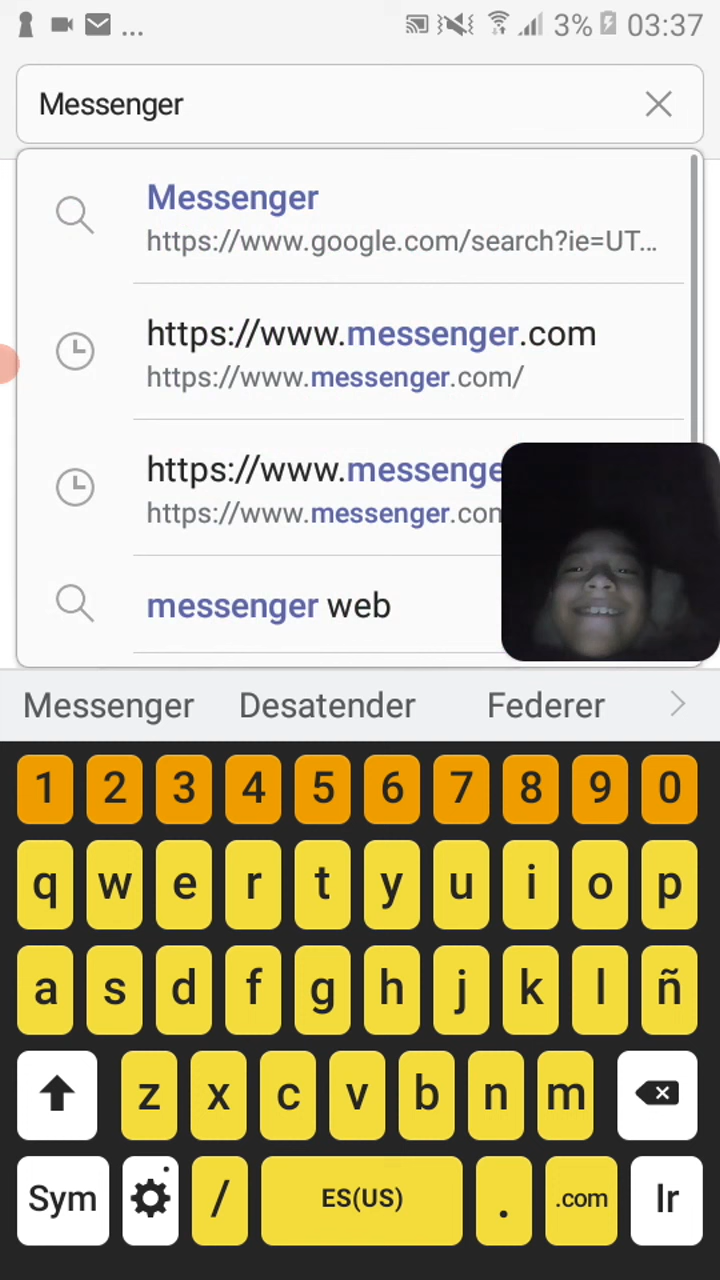 ... 3% 03:37
Messenger
Messenger
https://www.google.com/search?ie=UT...
https://www.messenger.com
https://www.messenger.com/
https://www.messenge
https://www.messenger.con
messenger web
Messenger Desatender Federer
1 2 3 4 5 6 7 8 9 0
q w e r t y u i o p
a s d f g h j k l ñ
z x c v b n m
Sym / ES(US) . .com Ir